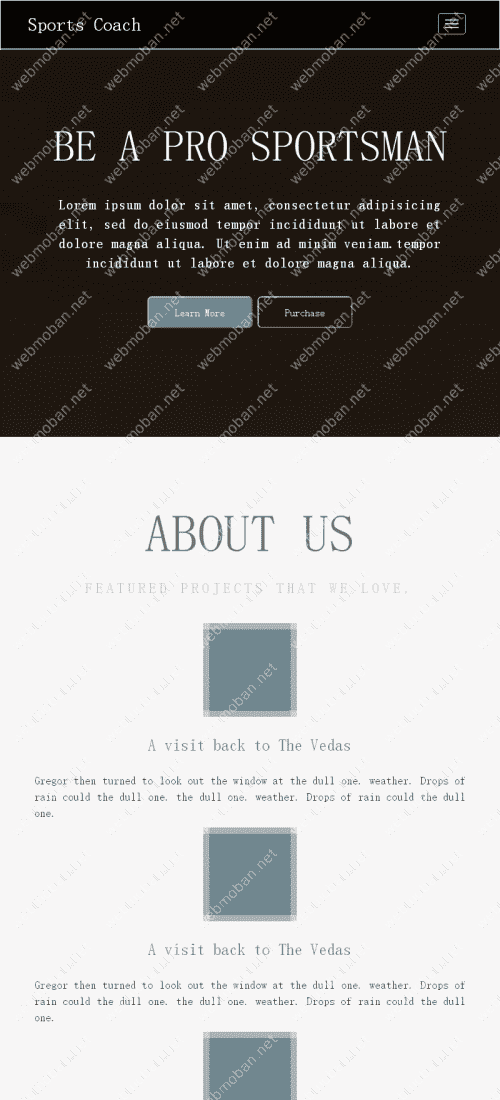 Sports Coach
BE A PRO SPORTSMAN
Lorem ipsum dolor sit amet, consectetur adipisicing
elit, sed do eiusmod tempor incididunt ut labore et
dolore magna aliqua. Ut enim ad minim veniam.tempor
incididunt ut labore et dolore magna aliqua.
Learn More
Purchase
ABOUT US
FEATURED PROJECTS THAT WE LOVE.
A visit back to The Vedas
Gregor then turned to look out the window at the dull one. weather. Drops of
rain could the dull one. the dull one. weather. Drops of rain could the dull
one.
A visit back to The Vedas
Gregor then turned to look out the window at the dull one. weather. Drops of
rain could the dull one. the dull one. weather. Drops of rain could the dull
one.
webmoban.net